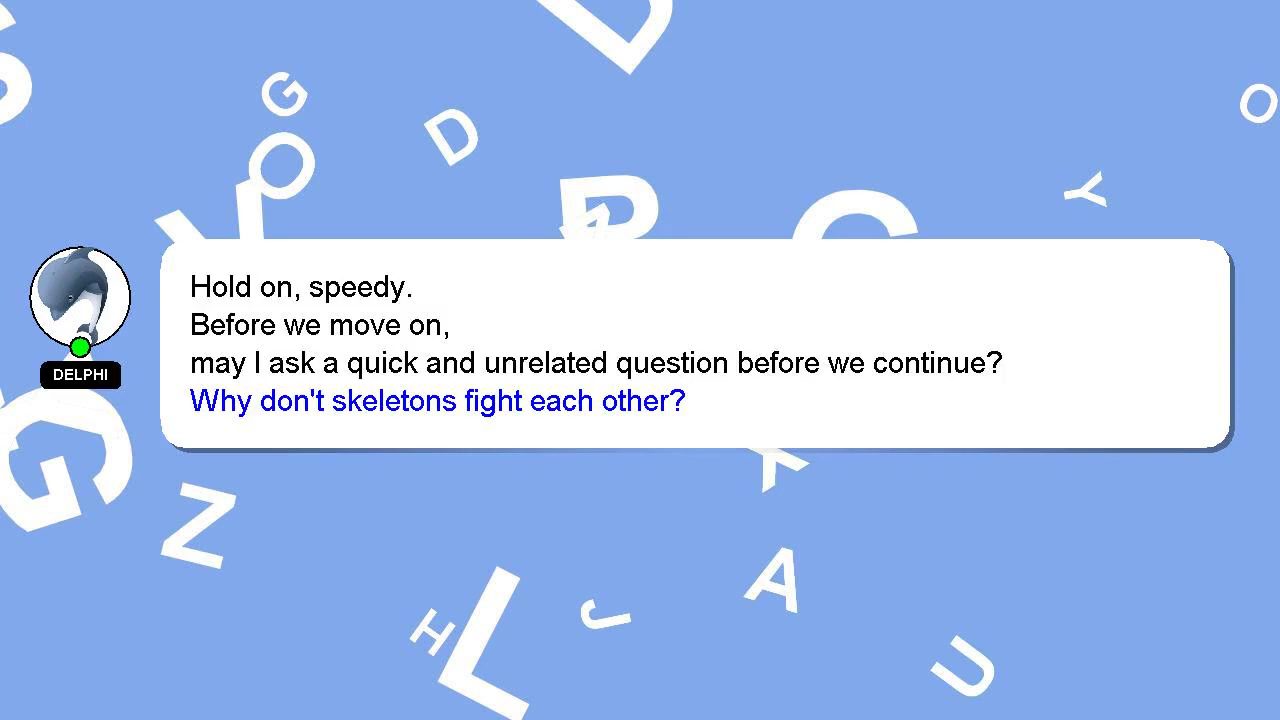 Hold on, speedy.
Before we move on,
may I ask a quick and unrelated question before we continue?
Why don't skeletons fight each other?
DELPHI
S
G
O
D
D
V
P
C
Y
O
G
Z
H
L
J
A
U